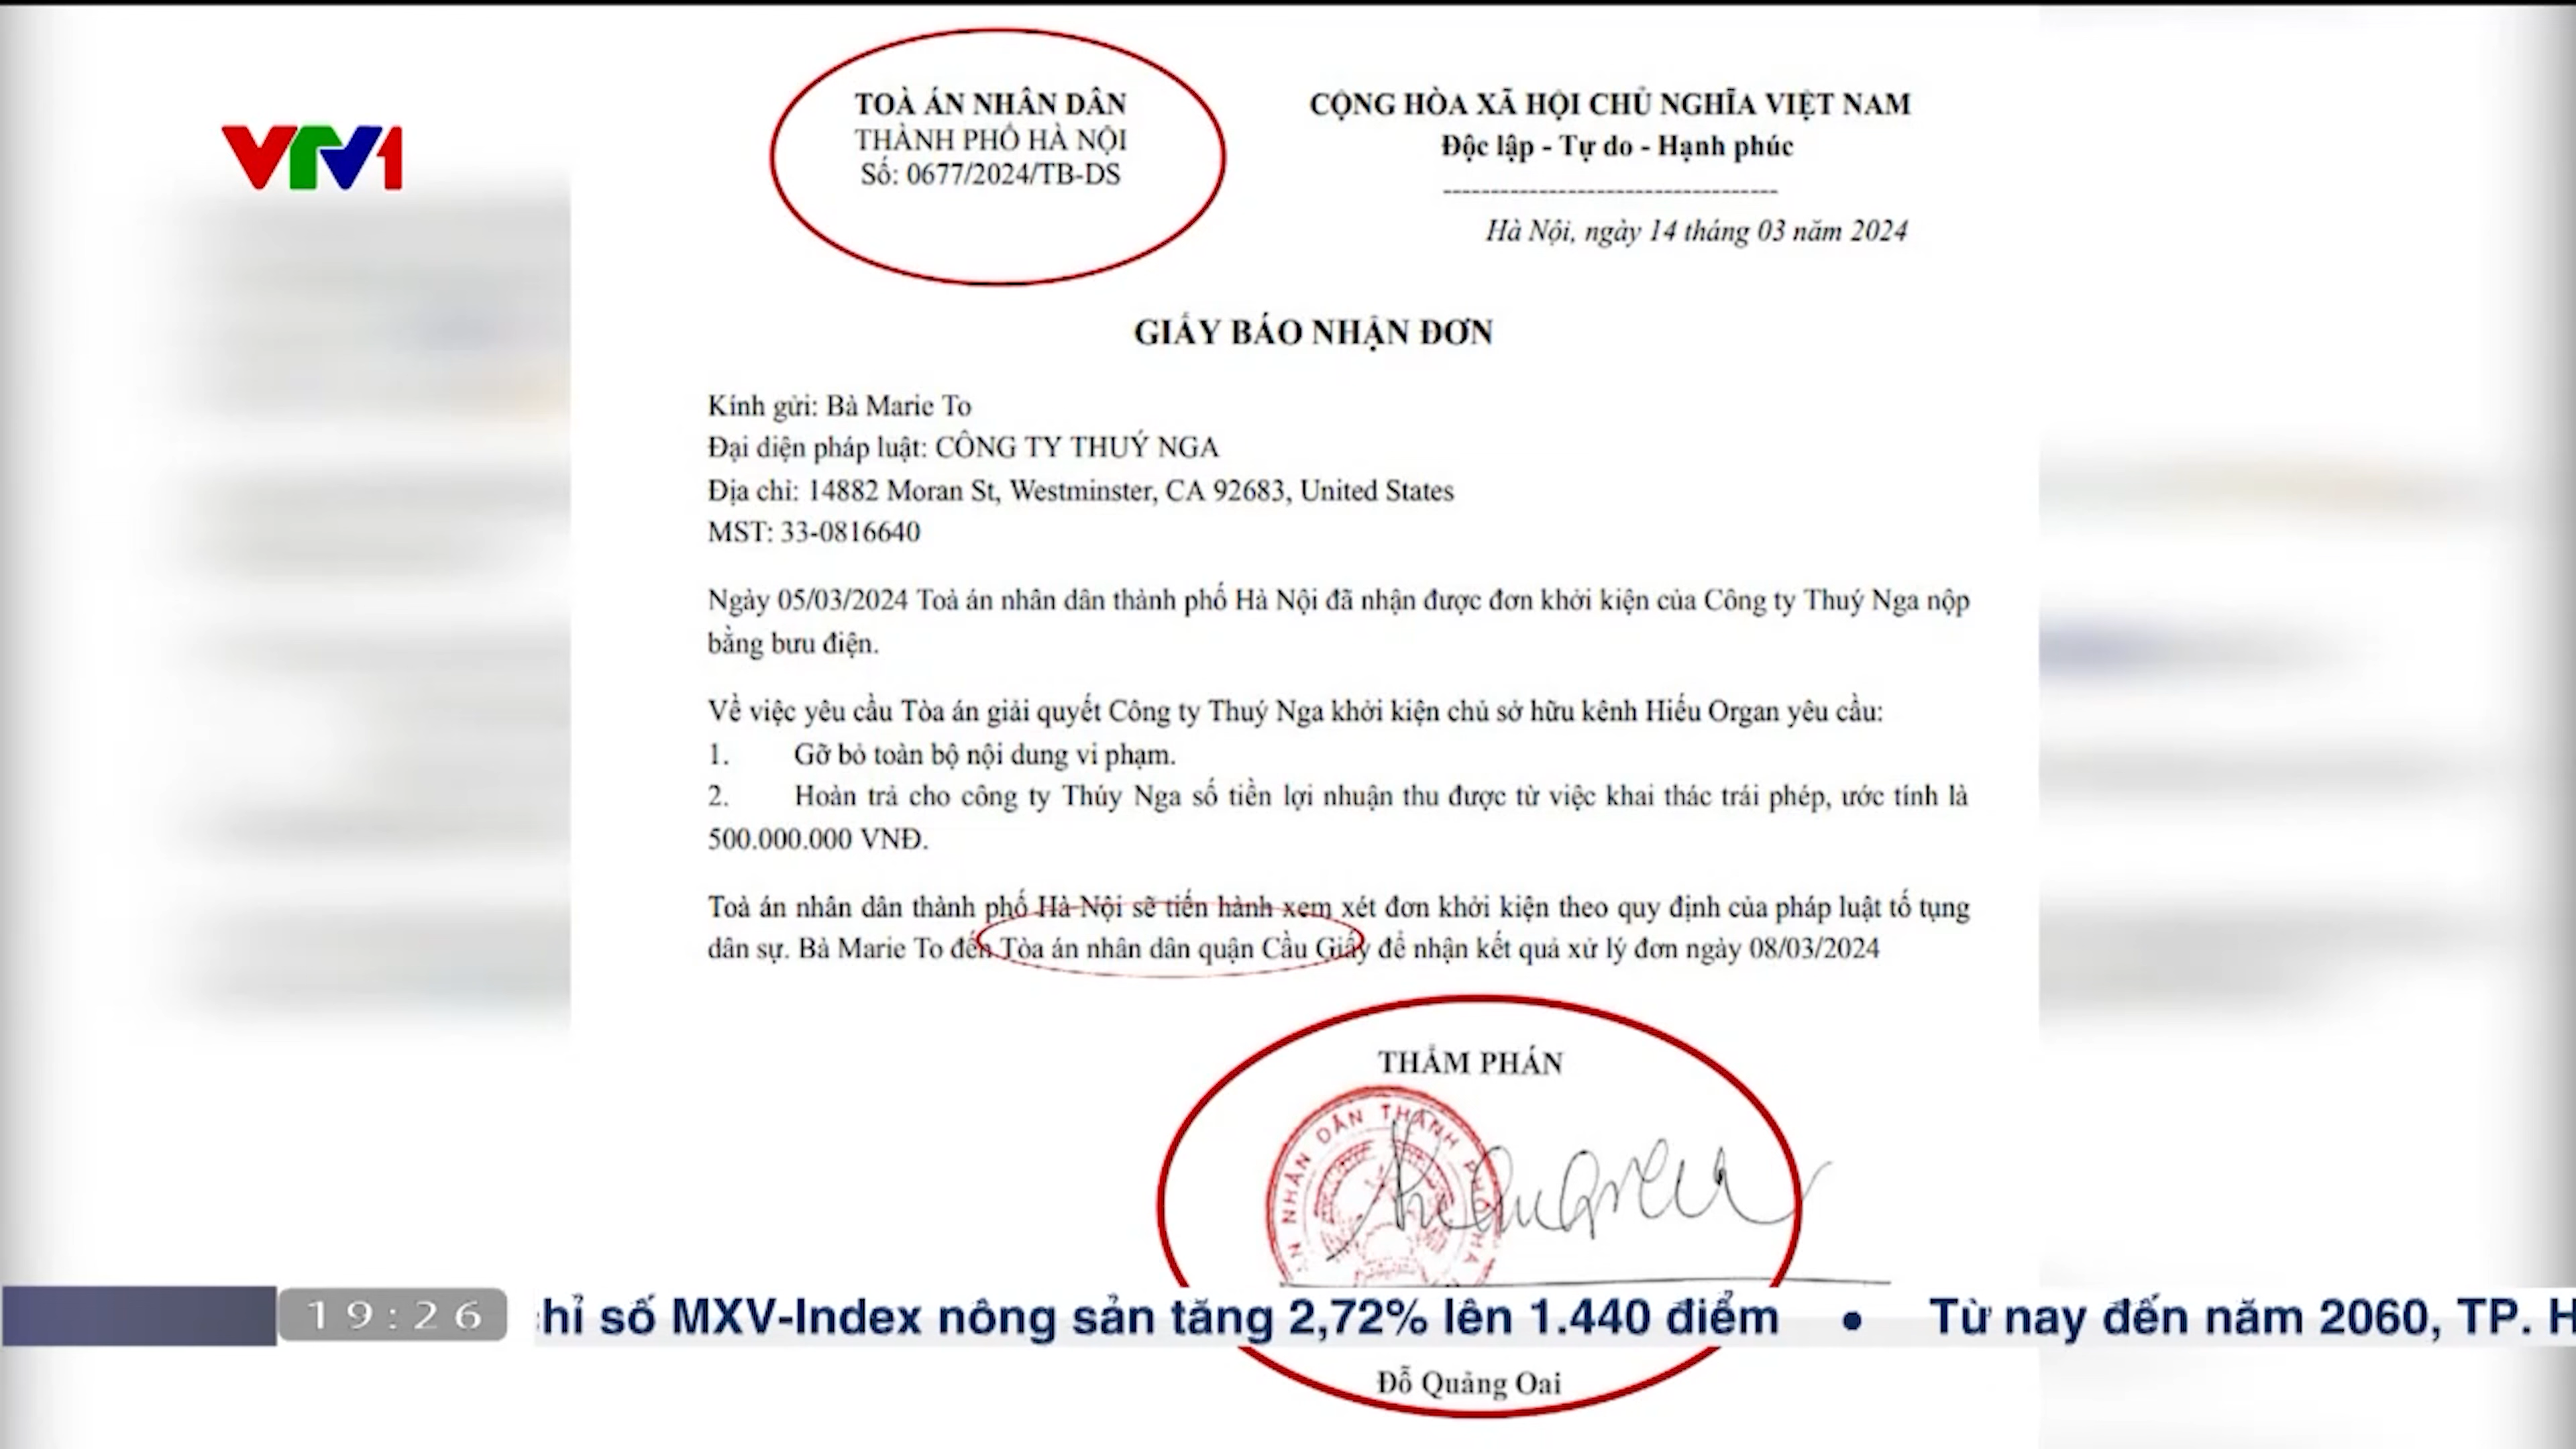 VTV1
TOÀ ÁN NHÂN DÂN
THÀNH PHỐ HÀ NỘI
Số: 0677/2024/TB-DS
CỘNG HÒA XÃ HỘI CHỦ NGHĨA VIỆT NAM
Độc lập - Tự do - Hạnh phúc
----------------------------------
Hà Nội, ngày 14 tháng 03 năm 2024
GIẤY BÁO NHẬN ĐƠN
Kính gửi: Bà Marie To
Đại diện pháp luật: CÔNG TY THUÝ NGA
Địa chỉ: 14882 Moran St, Westminster, CA 92683, United States
MST: 33-0816640
Ngày 05/03/2024 Toà án nhân dân thành phố Hà Nội đã nhận được đơn khởi kiện của Công ty Thuý Nga nộp
bằng bưu điện.
Về việc yêu cầu Tòa án giải quyết Công ty Thuý Nga khởi kiện chủ sở hữu kênh Hiếu Organ yêu cầu:
1. Gỡ bỏ toàn bộ nội dung vi phạm.
2. Hoàn trả cho công ty Thúy Nga số tiền lợi nhuận thu được từ việc khai thác trái phép, ước tính là
500.000.000 VNĐ.
Toà án nhân dân thành phố Hà Nội sẽ tiến hành xem xét đơn khởi kiện theo quy định của pháp luật tố tụng
dân sự. Bà Marie To đến Tòa án nhân dân quận Cầu Giấy để nhận kết quả xử lý đơn ngày 08/03/2024
THẨM PHÁN
NHÂN DÂN THÀNH PHỐ HÀ
19:26
hỉ số MXV-Index nông sản tăng 2,72% lên 1.440 điểm • Từ nay đến năm 2060, TP. H
Đỗ Quảng Oai